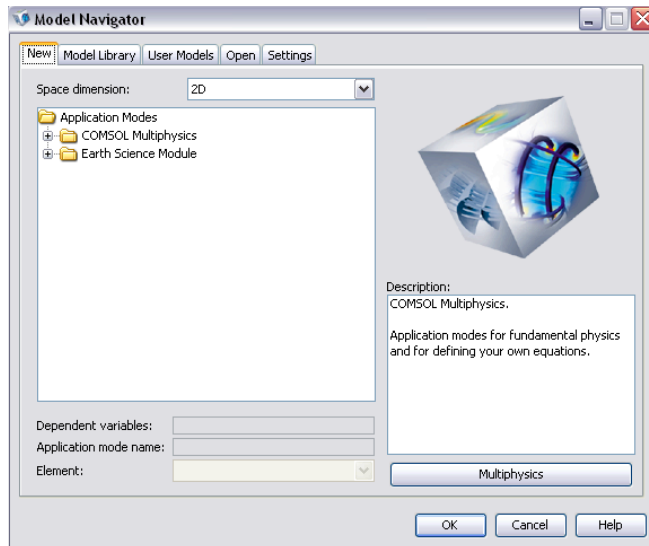 Model Navigator
New Model Library User Models Open Settings
Space dimension: 2D
Application Modes
COMSOL Multiphysics
Earth Science Module
Description:
COMSOL Multiphysics.
Application modes for fundamental physics
and for defining your own equations.
Dependent variables:
Application mode name:
Element:
Multiphysics
OK Cancel Help